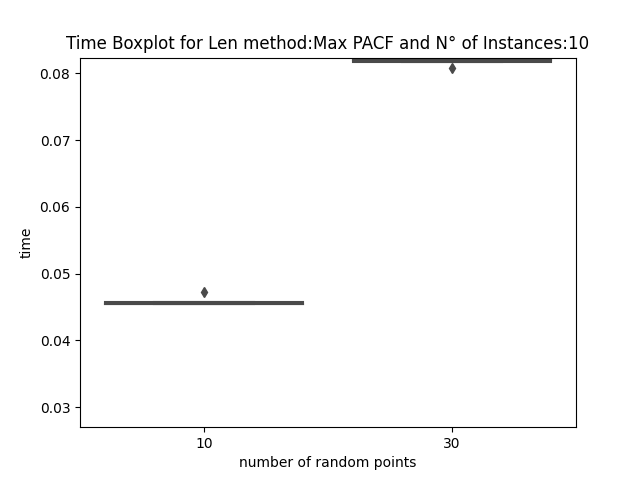 Time Boxplot for Len method:Max PACF and N° of Instances:10
0.08
0.07
0.06
0.05
0.04
0.03
time
10 30
number of random points